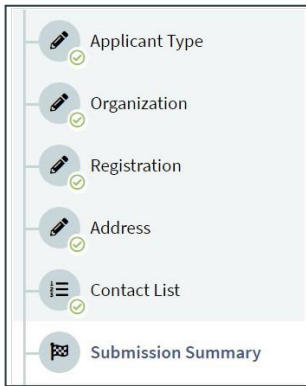 Applicant Type
Organization
Registration
Address
Contact List
Submission Summary